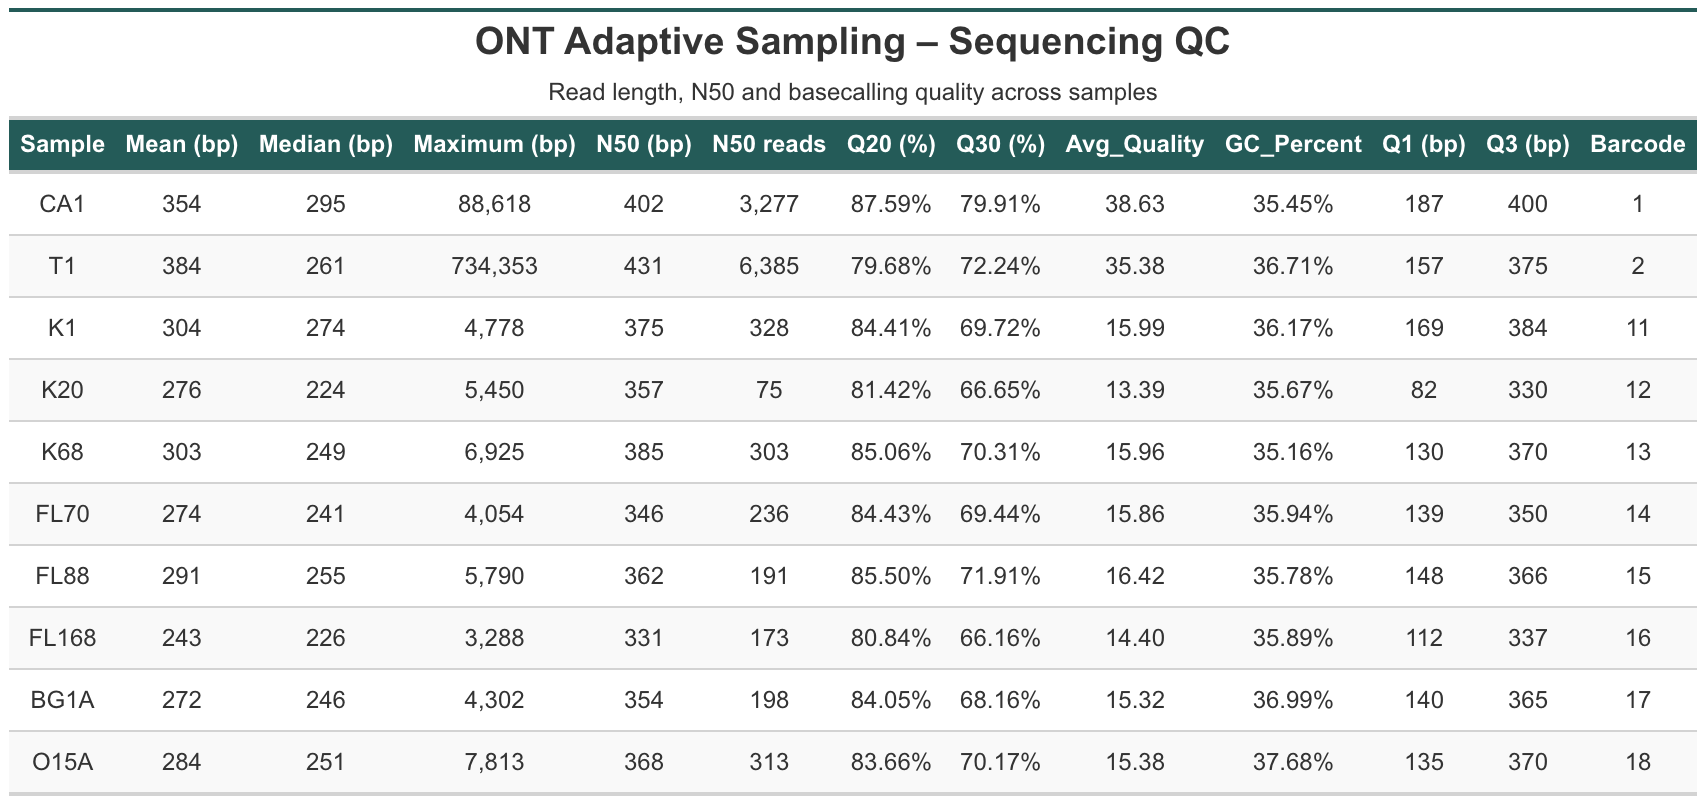 ONT Adaptive Sampling – Sequencing QC
Read length, N50 and basecalling quality across samples
Sample Mean (bp) Median (bp) Maximum (bp) N50 (bp) N50 reads Q20 (%) Q30 (%) Avg_Quality GC_Percent Q1 (bp) Q3 (bp) Barcode
CA1 354 295 88,618 402 3,277 87.59% 79.91% 38.63 35.45% 187 400 1
T1 384 261 734,353 431 6,385 79.68% 72.24% 35.38 36.71% 157 375 2
K1 304 274 4,778 375 328 84.41% 69.72% 15.99 36.17% 169 384 11
K20 276 224 5,450 357 75 81.42% 66.65% 13.39 35.67% 82 330 12
K68 303 249 6,925 385 303 85.06% 70.31% 15.96 35.16% 130 370 13
FL70 274 241 4,054 346 236 84.43% 69.44% 15.86 35.94% 139 350 14
FL88 291 255 5,790 362 191 85.50% 71.91% 16.42 35.78% 148 366 15
FL168 243 226 3,288 331 173 80.84% 66.16% 14.40 35.89% 112 337 16
BG1A 272 246 4,302 354 198 84.05% 68.16% 15.32 36.99% 140 365 17
O15A 284 251 7,813 368 313 83.66% 70.17% 15.38 37.68% 135 370 18